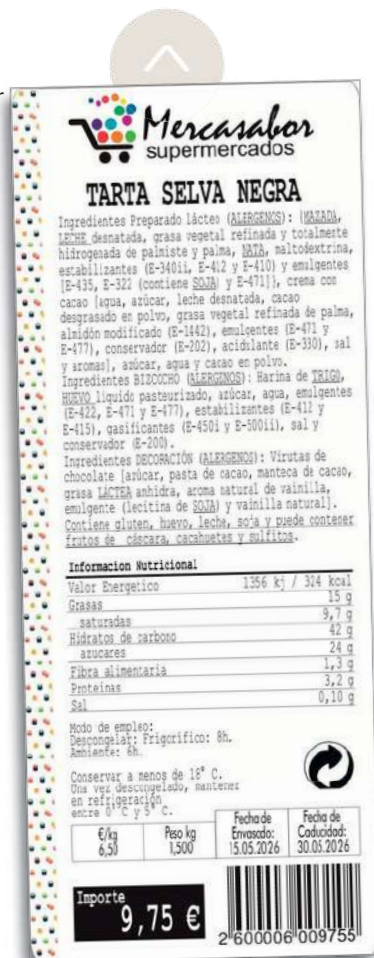 Mercasabor
supermercados
TARTA SELVA NEGRA
Ingredientes Preparado lácteo (ALERGENOS): [MAZADA,
LECHE desnatada, grasa vegetal refinada y totalmente
hidrogenada de palmiste y palma, NATA, maltodextrina,
estabilizantes (E-340ii, E-412 y E-410) y emulgentes
[E-435, E-322 (contiene SOJA) y E-471]), crema con
cacao [agua, azúcar, leche desnatada, cacao
desgrasado en polvo, grasa vegetal refinada de palma,
almidón modificado (E-1442), emulgentes (E-471 y
E-477), conservador (E-202), acidulante (E-330), sal
y aromas], azúcar, agua y cacao en polvo.
Ingredientes BIZCOCHO (ALERGENOS): Harina de TRIGO,
HUEVO líquido pasteurizado, azúcar, agua, emulgentes
(E-422, E-471 y E-477), estabilizantes (E-412 y
E-415), gasificantes (E-450i y E-500ii), sal y
conservador (E-200).
Ingredientes DECORACIÓN (ALERGENOS): Virutas de
chocolate [azúcar, pasta de cacao, manteca de cacao,
grasa LÁCTEA anhidra, aroma natural de vainilla,
emulgente (lecitina de SOJA) y vainilla natural].
Contiene gluten, huevo, leche, soja y puede contener
frutos de cáscara, cacahuetes y sulfitos.
Informacion Nutricional
Valor Energetico 1356 kj / 324 kcal
Grasas 15 g
saturadas 9,7 g
Hidratos de carbono 42 g
azucares 24 g
Fibra alimentaria 1,3 g
Proteinas 3,2 g
Sal 0,10 g
Modo de empleo:
Descongelar: Frigorifico: 8h.
Ambiente: 6h.
Conservar a menos de 18° C.
Una vez descongelado, mantener
en refrigeración
entre 0° C y 5° C.
€/kg Peso kg Fecha de Envasado: Fecha de Caducidad:
6,50 1,500 15.05.2026 30.05.2026
Importe
9,75 €
2 600006 009755